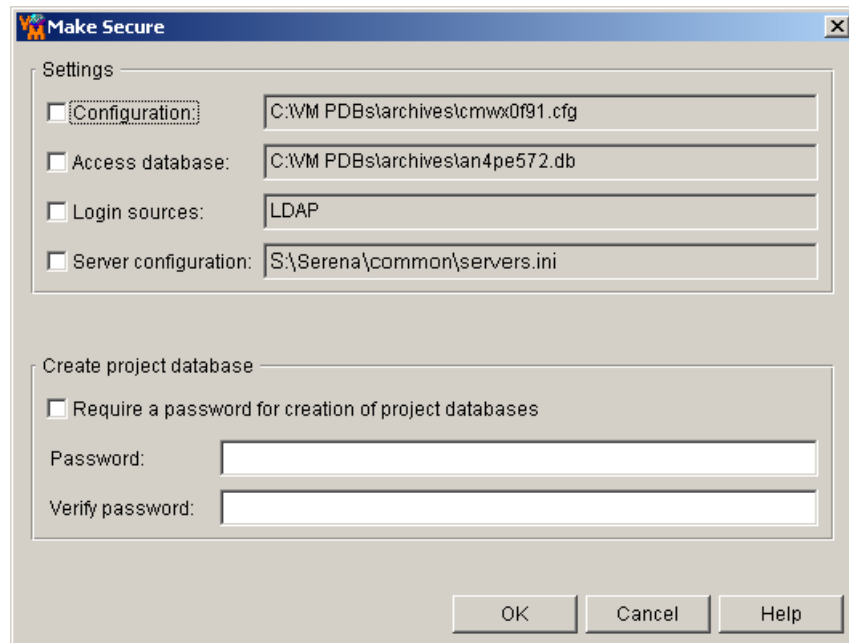 VM Make Secure
Settings
Configuration: C:\VM PDBs\archives\cmwx0f91.cfg
Access database: C:\VM PDBs\archives\an4pe572.db
Login sources: LDAP
Server configuration: S:\Serena\common\servers.ini
Create project database
Require a password for creation of project databases
Password:
Verify password:
OK Cancel Help